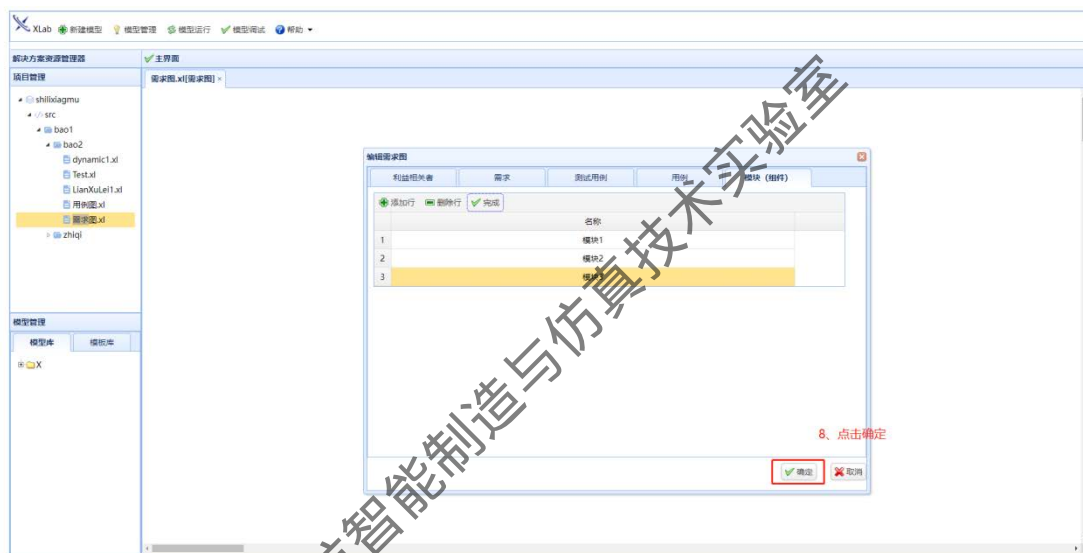 XLab 新建模型 模型管理 模型运行 模型调试 帮助
解决方案资源管理器 主界面
项目管理 需求图.xl[需求图] ×
shilixiagmu
src
bao1
bao2
dynamic1.xl
Test.xl
LianXuLei1.xl
用例图.xl
需求图.xl
zhiqi
模型管理
模型库 模板库
X
编辑需求图
利益相关者 需求 测试用例 用例 模块（组件）
添加行 删除行 完成
名称
1 模块1
2 模块2
3 模块3
8、点击确定
确定 取消
智能制造与仿真技术实验室